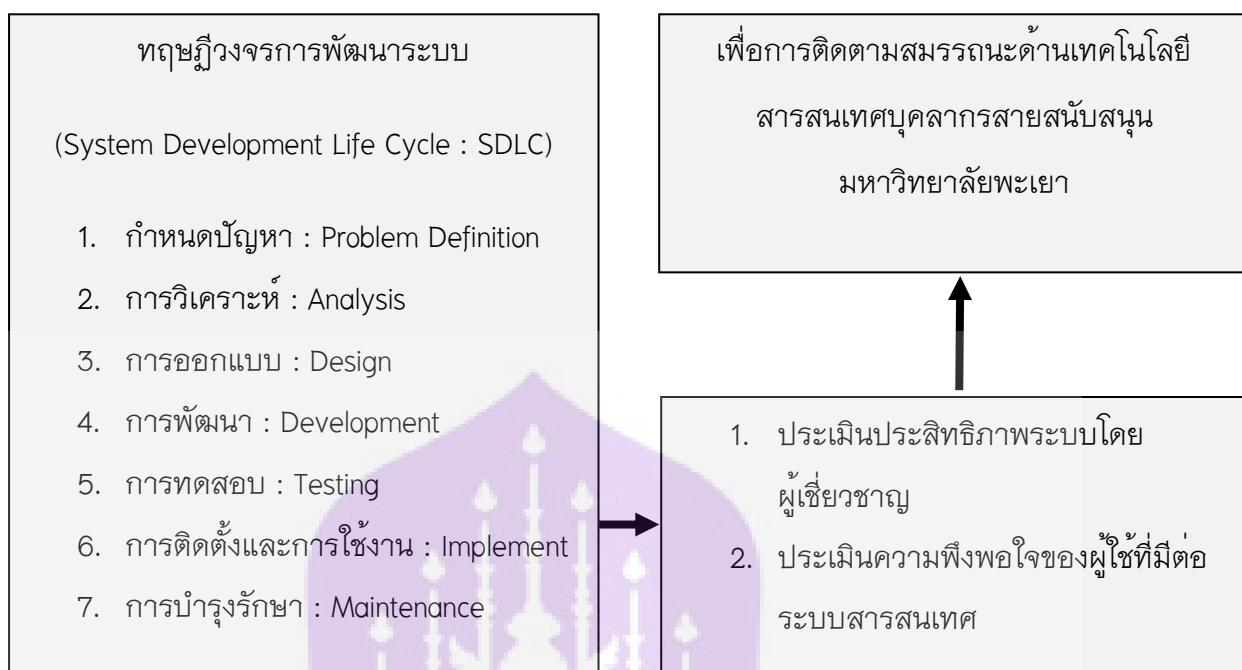 ทฤษฎีวงจรการพัฒนาระบบ
(System Development Life Cycle : SDLC)
1. กำหนดปัญหา : Problem Definition
2. การวิเคราะห์ : Analysis
3. การออกแบบ : Design
4. การพัฒนา : Development
5. การทดสอบ : Testing
6. การติดตั้งและการใช้งาน : Implement
7. การบำรุงรักษา : Maintenance
เพื่อการติดตามสมรรถนะด้านเทคโนโลยี
สารสนเทศบุคลากรสายสนับสนุน
มหาวิทยาลัยพะเยา
1. ประเมินประสิทธิภาพระบบโดย
ผู้เชี่ยวชาญ
2. ประเมินความพึงพอใจของผู้ใช้ที่มีต่อ
ระบบสารสนเทศ